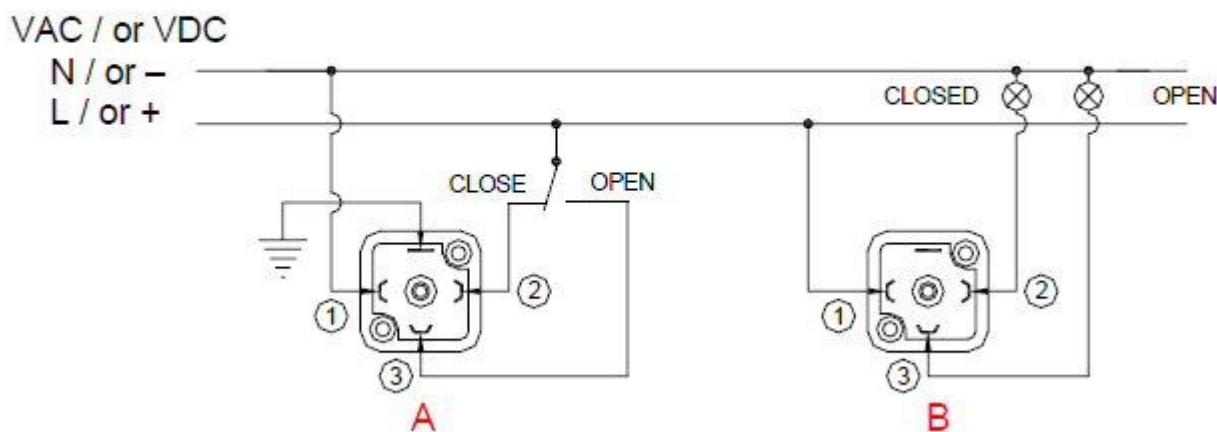 VAC / or VDC
N / or –
L / or +
CLOSED
OPEN
CLOSE
OPEN
1
2
3
A
1
2
3
B